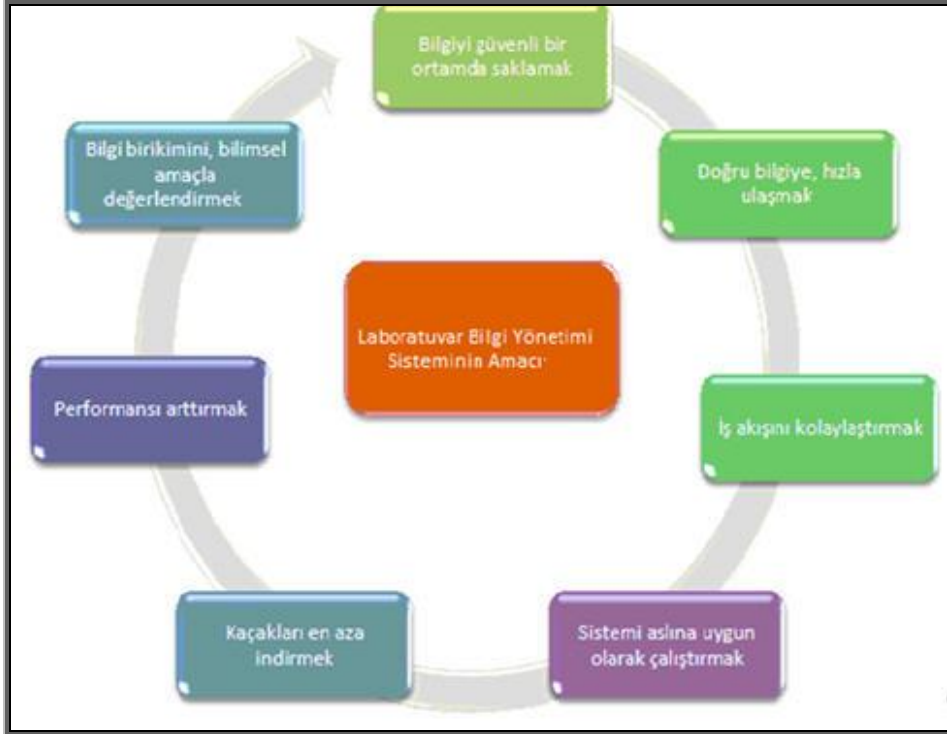 Bilgiyi güvenli bir
ortamda saklamak
Doğru bilgiye, hızla
ulaşmak
İş akışını kolaylaştırmak
Sistemi aslına uygun
olarak çalıştırmak
Kaçakları en aza
indirmek
Performansı arttırmak
Bilgi birikimini, bilimsel
amaçla
değerlendirmek
Laboratuvar Bilgi Yönetimi
Sisteminin Amacı